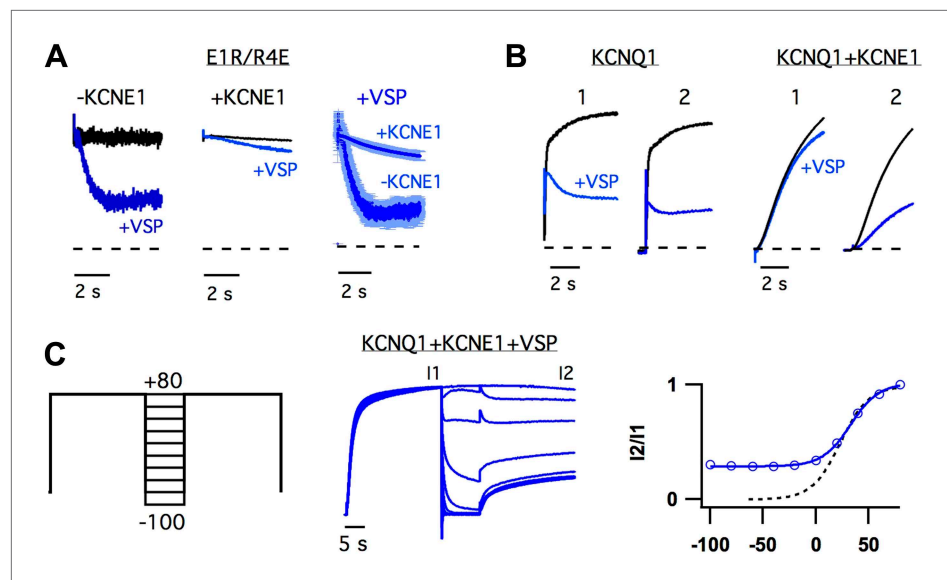 A
E1R/R4E
-KCNE1
+KCNE1
+VSP
+KCNE1
-KCNE1
+VSP
+VSP
2 s
2 s
2 s
B
KCNQ1
KCNQ1+KCNE1
1
2
1
2
+VSP
+VSP
2 s
2 s
C
+80
-100
KCNQ1+KCNE1+VSP
I1
I2
5 s
I2/I1
1
0
-100
-50
0
50